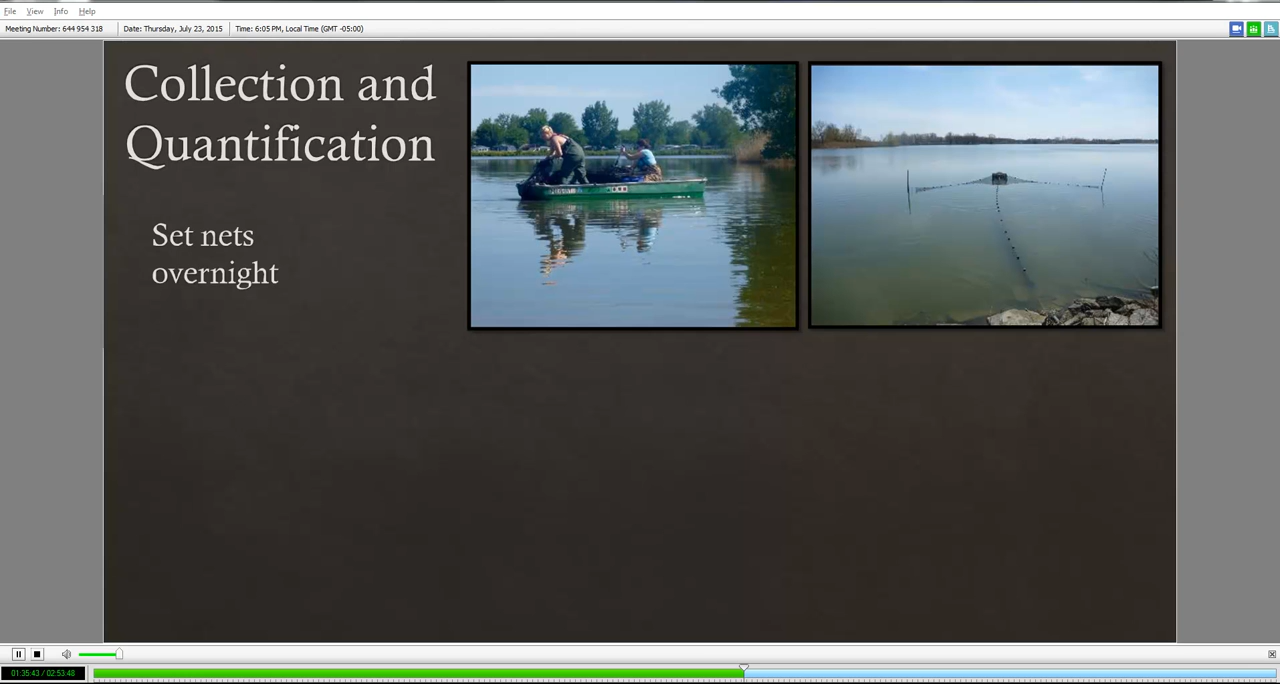 File View Info Help
Meeting Number: 644 954 318 Date: Thursday, July 23, 2015 Time: 6:05 PM, Local Time (GMT -05:00)
Collection and
Quantification
Set nets
overnight
01:35:43 / 02:53:48